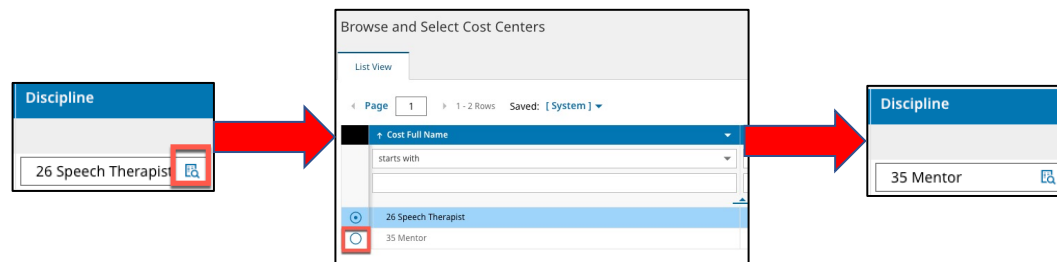 Discipline
26 Speech Therapist
Browse and Select Cost Centers
List View
Page 1 1 - 2 Rows Saved: [ System ]
↑ Cost Full Name
starts with
26 Speech Therapist
35 Mentor
Discipline
35 Mentor